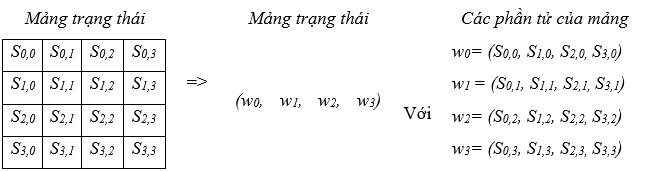 Mảng trạng thái Mảng trạng thái Các phần tử của mảng
S0,0 S0,1 S0,2 S0,3
S1,0 S1,1 S1,2 S1,3
S2,0 S2,1 S2,2 S2,3
S3,0 S3,1 S3,2 S3,3
=>
(w0, w1, w2, w3)
Với
w0= (S0,0, S1,0, S2,0, S3,0)
w1 = (S0,1, S1,1, S2,1, S3,1)
w2= (S0,2, S1,2, S2,2, S3,2)
w3= (S0,3, S1,3, S2,3, S3,3)